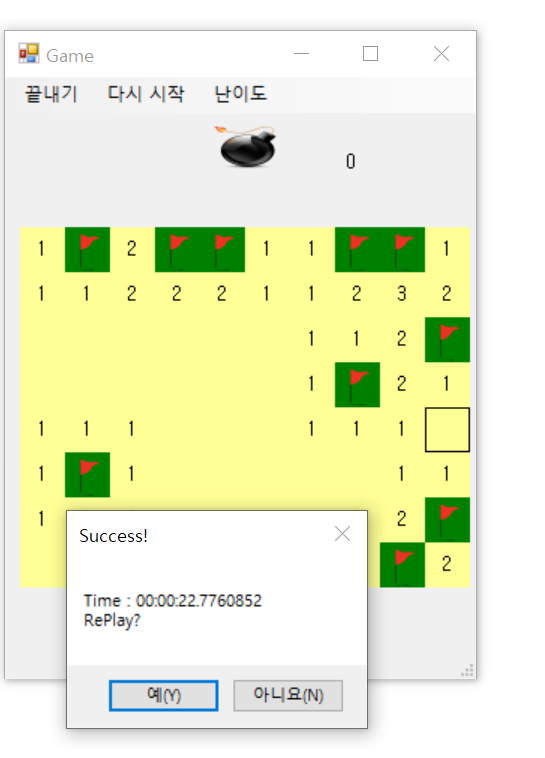 Game
끝내기 다시 시작 난이도
0
1 2 1 1 1
1 1 2 2 2 1 1 2 3 2
1 1 2
1 2 1
1 1 1 1 1 1
1 1 1 1
1 2
2
Success!
Time : 00:00:22.7760852
RePlay?
예(Y) 아니요(N)